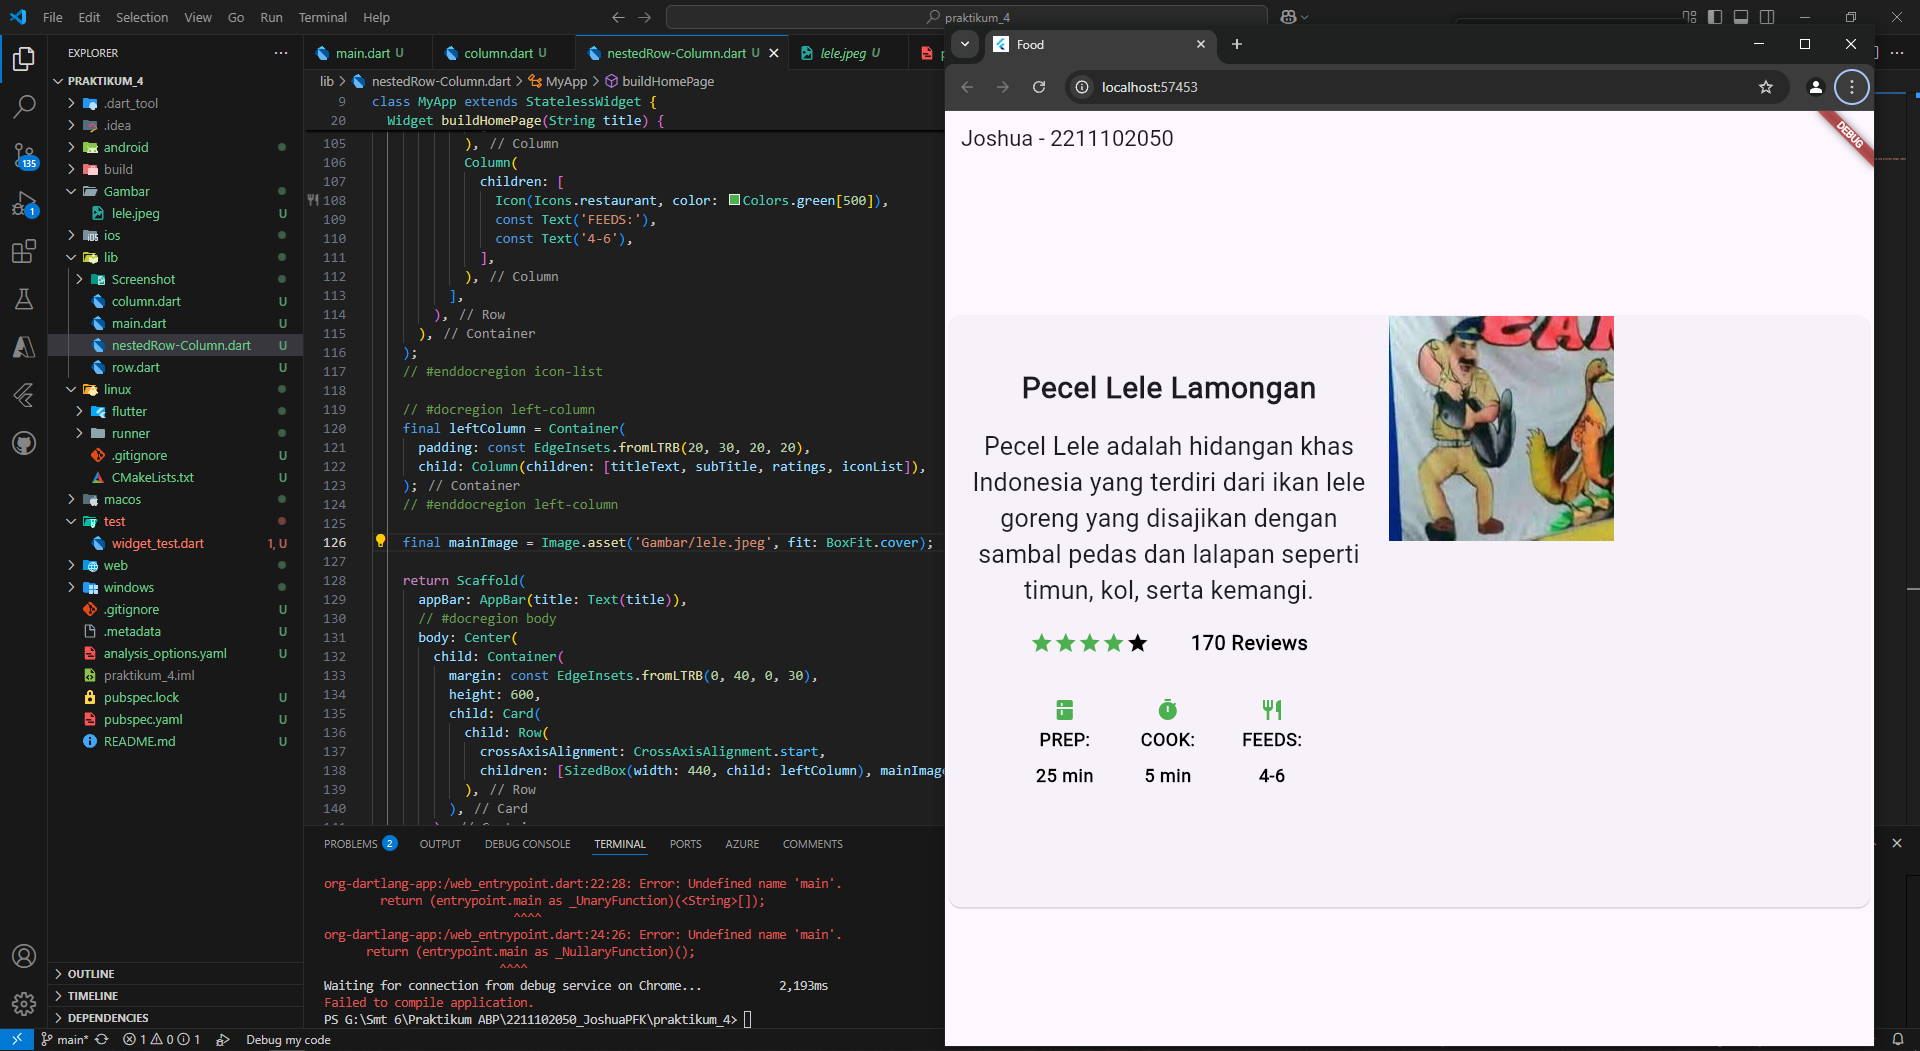 File Edit Selection View Go Run Terminal Help
praktikum_4
EXPLORER
PRAKTIKUM_4
.dart_tool
.idea
android
build
Gambar
lele.jpeg U
ios
lib
Screenshot
column.dart U
main.dart U
nestedRow-Column.dart U
row.dart U
linux
flutter
runner
.gitignore U
CMakeLists.txt U
macos
test
widget_test.dart 1, U
web
windows
.gitignore U
.metadata U
analysis_options.yaml U
praktikum_4.iml
pubspec.lock U
pubspec.yaml U
README.md U
OUTLINE
TIMELINE
DEPENDENCIES
135
1
main.dart U column.dart U nestedRow-Column.dart U lele.jpeg U
lib > nestedRow-Column.dart > MyApp > buildHomePage
9 class MyApp extends StatelessWidget {
20 Widget buildHomePage(String title) {
105 ), // Column
106 Column(
107 children: [
108 Icon(Icons.restaurant, color: Colors.green[500]),
109 const Text('FEEDS:'),
110 const Text('4-6'),
111 ],
112 ), // Column
113 ],
114 ), // Row
115 ), // Container
116 );
117 // #enddocregion icon-list
118
119 // #docregion left-column
120 final leftColumn = Container(
121 padding: const EdgeInsets.fromLTRB(20, 30, 20, 20),
122 child: Column(children: [titleText, subTitle, ratings, iconList]),
123 ); // Container
124 // #enddocregion left-column
125
126 final mainImage = Image.asset('Gambar/lele.jpeg', fit: BoxFit.cover);
127
128 return Scaffold(
129 appBar: AppBar(title: Text(title)),
130 // #docregion body
131 body: Center(
132 child: Container(
133 margin: const EdgeInsets.fromLTRB(0, 40, 0, 30),
134 height: 600,
135 child: Card(
136 child: Row(
137 crossAxisAlignment: CrossAxisAlignment.start,
138 children: [SizedBox(width: 440, child: leftColumn), mainImage
139 ), // Row
140 ), // Card
PROBLEMS 2 OUTPUT DEBUG CONSOLE TERMINAL PORTS AZURE COMMENTS
org-dartlang-app:/web_entrypoint.dart:22:28: Error: Undefined name 'main'.
return (entrypoint.main as _UnaryFunction)(<String>[]);
^^^^
org-dartlang-app:/web_entrypoint.dart:24:26: Error: Undefined name 'main'.
return (entrypoint.main as _NullaryFunction)();
^^^^
Waiting for connection from debug service on Chrome... 2,193ms
Failed to compile application.
PS G:\Smt 6\Praktikum ABP\2211102050_JoshuaPFK\praktikum_4>
main* 1 0 1 Debug my code
Food
localhost:57453
Joshua - 2211102050
DEBUG
Pecel Lele Lamongan
Pecel Lele adalah hidangan khas
Indonesia yang terdiri dari ikan lele
goreng yang disajikan dengan
sambal pedas dan lalapan seperti
timun, kol, serta kemangi.
170 Reviews
PREP: COOK: FEEDS:
25 min 5 min 4-6